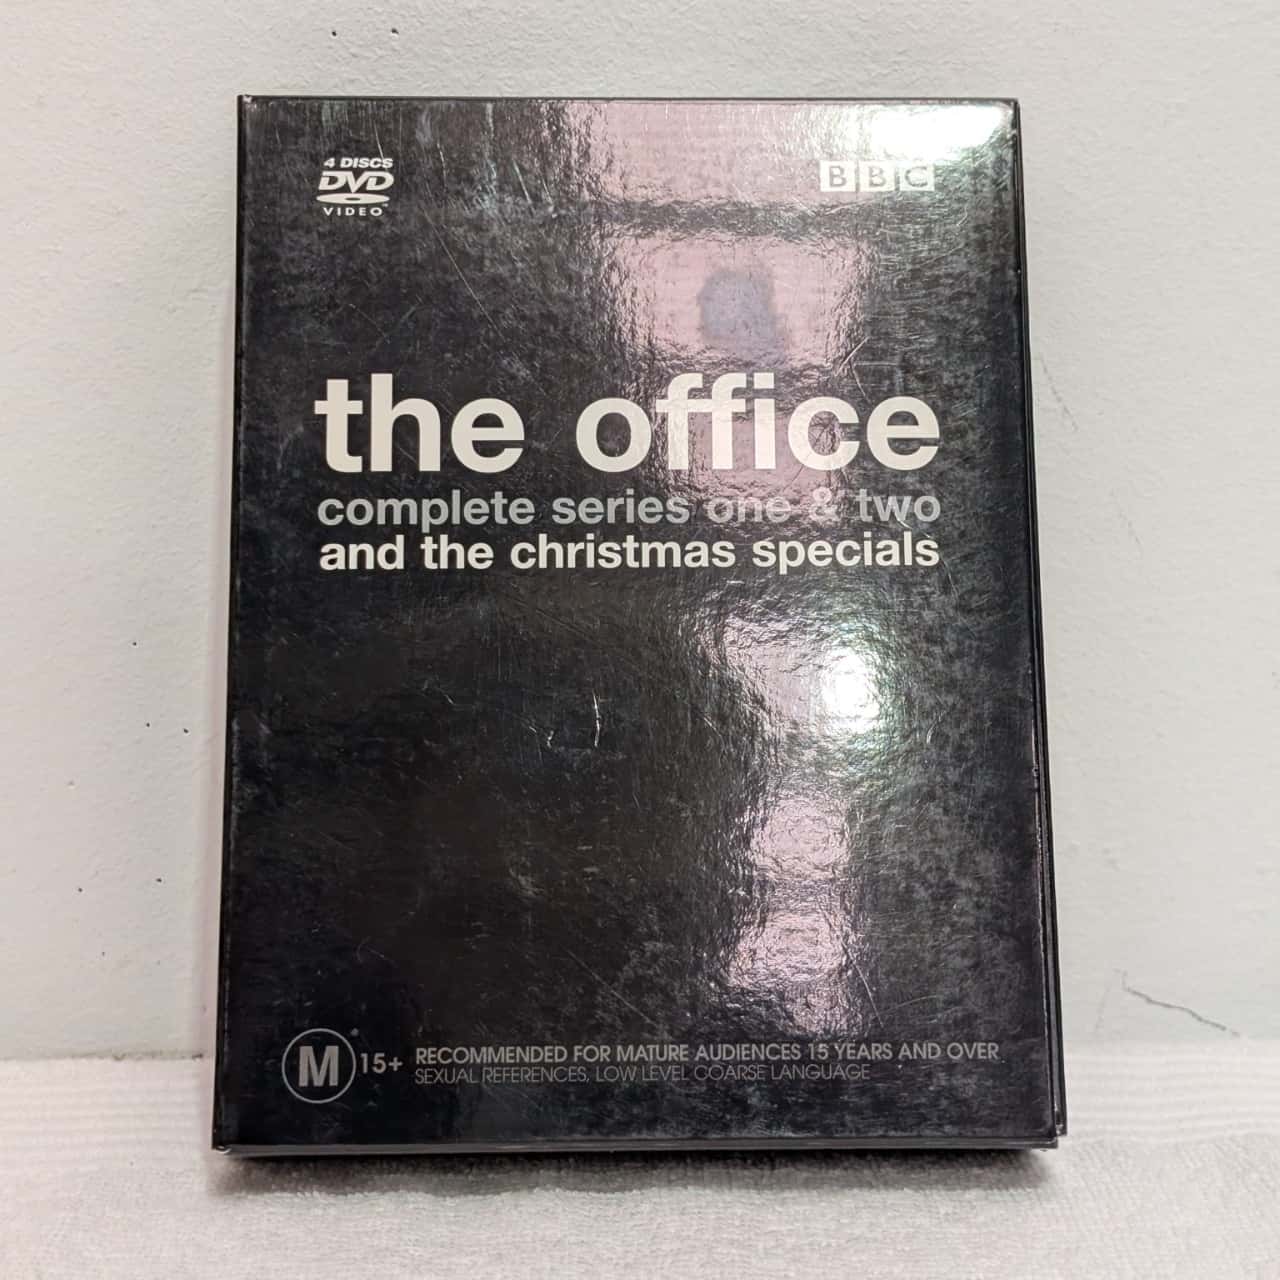 4 DISCS
DVD
VIDEO
BBC
the office
complete series one & two
and the christmas specials
M 15+ RECOMMENDED FOR MATURE AUDIENCES 15 YEARS AND OVER
SEXUAL REFERENCES, LOW LEVEL COARSE LANGUAGE